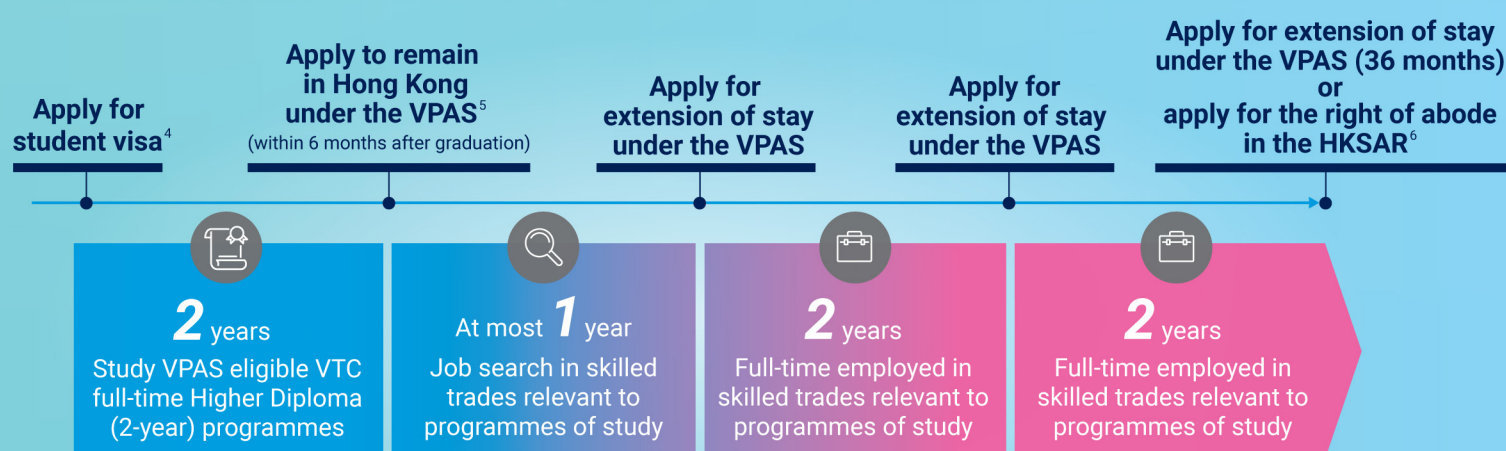 Apply for
student visa4
Apply to remain
in Hong Kong
under the VPAS5
(within 6 months after graduation)
Apply for
extension of stay
under the VPAS
Apply for
extension of stay
under the VPAS
Apply for extension of stay
under the VPAS (36 months)
or
apply for the right of abode
in the HKSAR6
2 years
Study VPAS eligible VTC
full-time Higher Diploma
(2-year) programmes
At most 1 year
Job search in skilled
trades relevant to
programmes of study
2 years
Full-time employed in
skilled trades relevant to
programmes of study
2 years
Full-time employed in
skilled trades relevant to
programmes of study